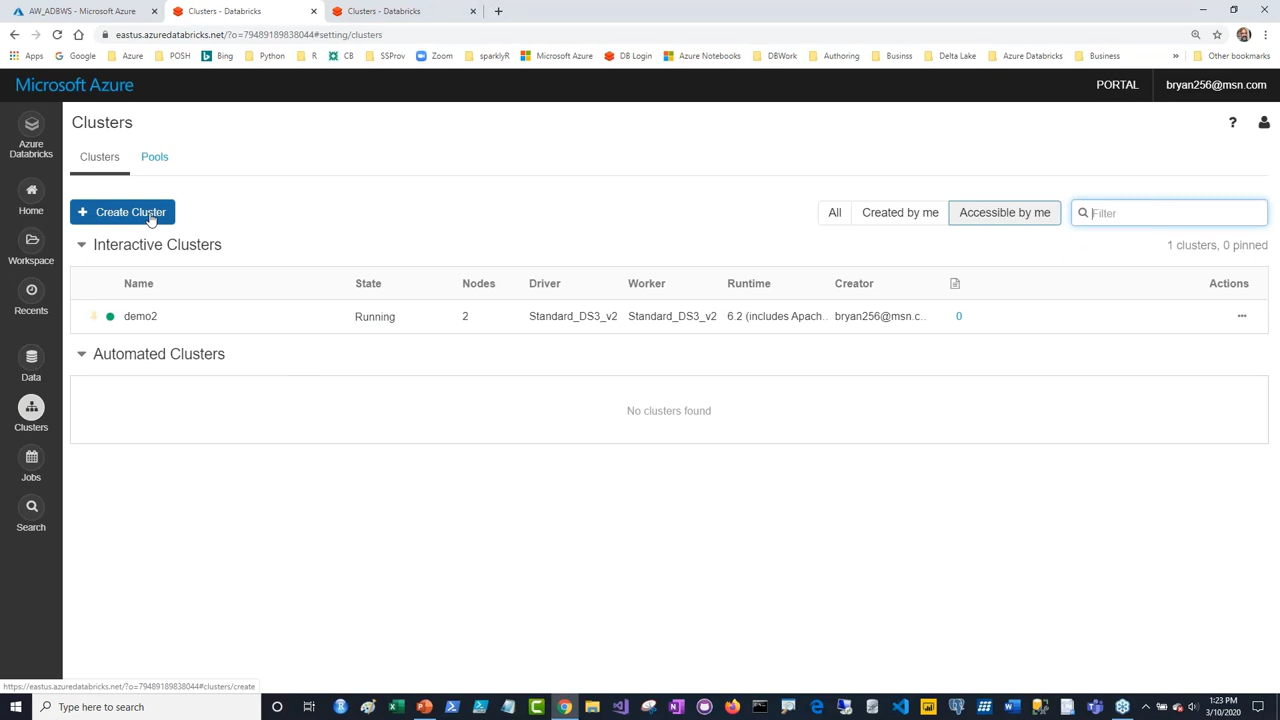 AW_ADBWS - Microsoft Azure
Clusters - Databricks
Clusters - Databricks
eastus.azuredatabricks.net/?o=79489189838044#setting/clusters
Apps
Google
Azure
POSH
Bing
Python
R
CB
SSProv
Zoom
sparklyR
Microsoft Azure
DB Login
Azure Notebooks
DBWork
Authoring
Businss
Delta Lake
Azure Databricks
Business
»
Other bookmarks
Microsoft Azure
PORTAL
bryan256@msn.com
Azure
Databricks
Home
Workspace
Recents
Data
Clusters
Jobs
Search
Clusters
?
Clusters
Pools
+ Create Cluster
All
Created by me
Accessible by me
Filter
Interactive Clusters
1 clusters, 0 pinned
Name State Nodes Driver Worker Runtime Creator Actions
demo2 Running 2 Standard_DS3_v2 Standard_DS3_v2 6.2 (includes Apach.. bryan256@msn.c.. 0 ···
Automated Clusters
No clusters found
https://eastus.azuredatabricks.net/?o=79489189838044#clusters/create
Type here to search
1:23 PM
3/10/2020